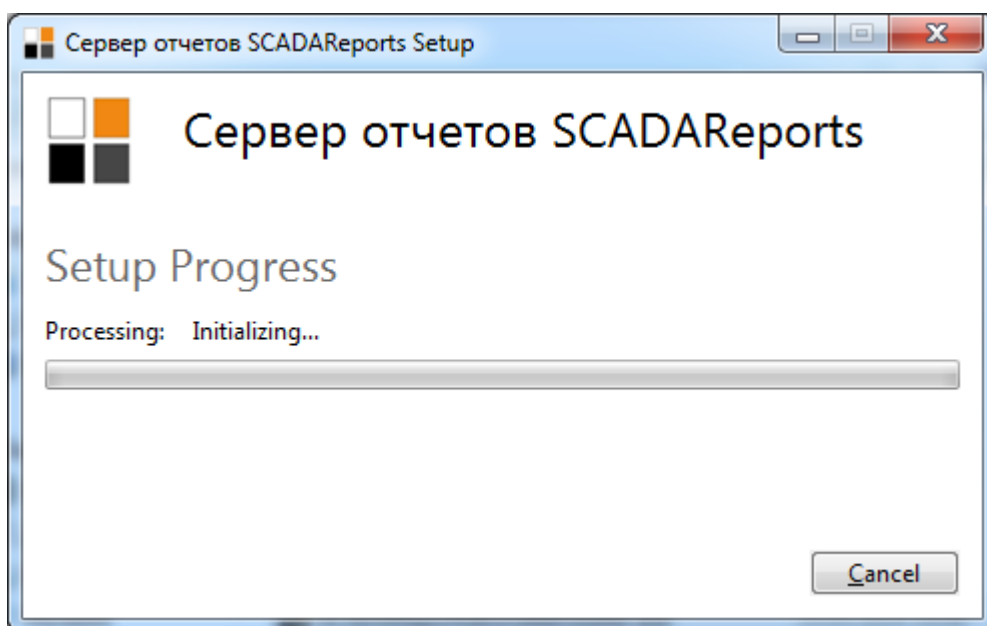 Сервер отчетов SCADAReports Setup
Сервер отчетов SCADAReports
Setup Progress
Processing: Initializing...
Cancel